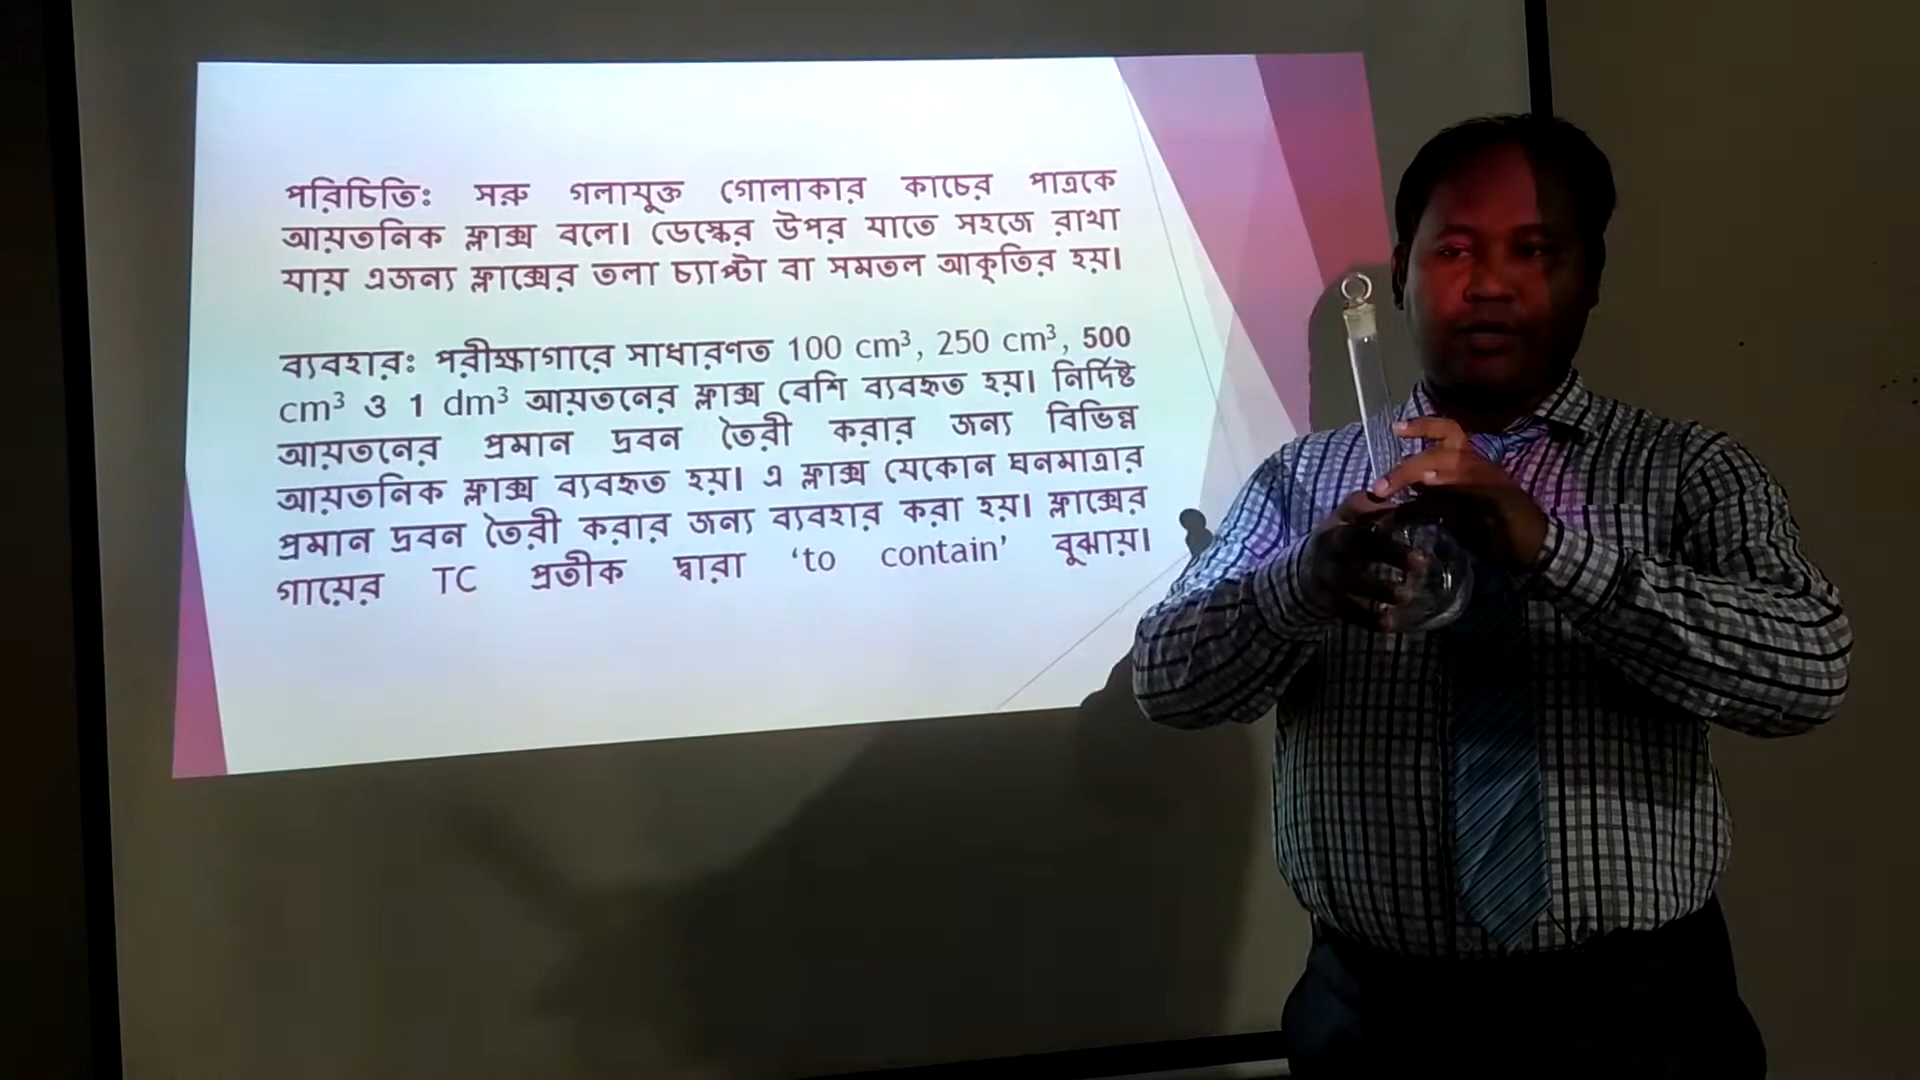 পরিচিতিঃ সরু গলাযুক্ত গোলাকার কাচের পাত্রকে
আয়তনিক ফ্লাক্স বলে। ডেস্কের উপর যাতে সহজে রাখা
যায় এজন্য ফ্লাক্সের তলা চ্যাপ্টা বা সমতল আকৃতির হয়।
ব্যবহারঃ পরীক্ষাগারে সাধারণত 100 cm³, 250 cm³, 500
cm³ ও 1 dm³ আয়তনের ফ্লাক্স বেশি ব্যবহৃত হয়। নির্দিষ্ট
আয়তনের প্রমান দ্রবন তৈরী করার জন্য বিভিন্ন
আয়তনিক ফ্লাক্স ব্যবহৃত হয়। এ ফ্লাক্স যেকোন ঘনমাত্রার
প্রমান দ্রবন তৈরী করার জন্য ব্যবহার করা হয়। ফ্লাক্সের
গায়ের TC প্রতীক দ্বারা ‘to contain’ বুঝায়।